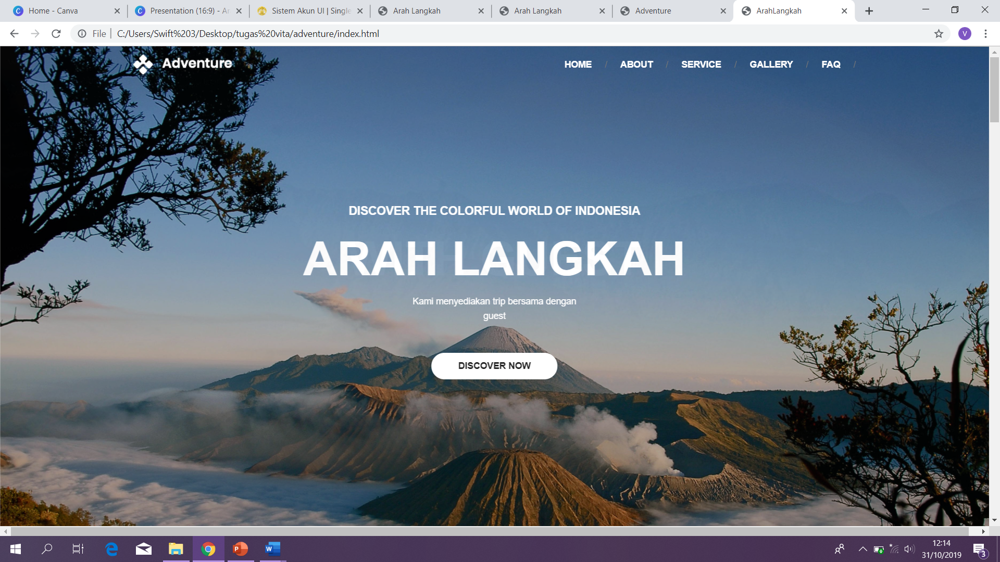 Home - Canva
Presentation (16:9) - Ar
Sistem Akun UI | Single
Arah Langkah
Arah Langkah
Adventure
ArahLangkah
File
C:/Users/Swift%203/Desktop/tugas%20vita/adventure/index.html
V
Adventure
HOME / ABOUT / SERVICE / GALLERY / FAQ /
DISCOVER THE COLORFUL WORLD OF INDONESIA
ARAH LANGKAH
Kami menyediakan trip bersama dengan
guest
DISCOVER NOW
12:14
31/10/2019
3